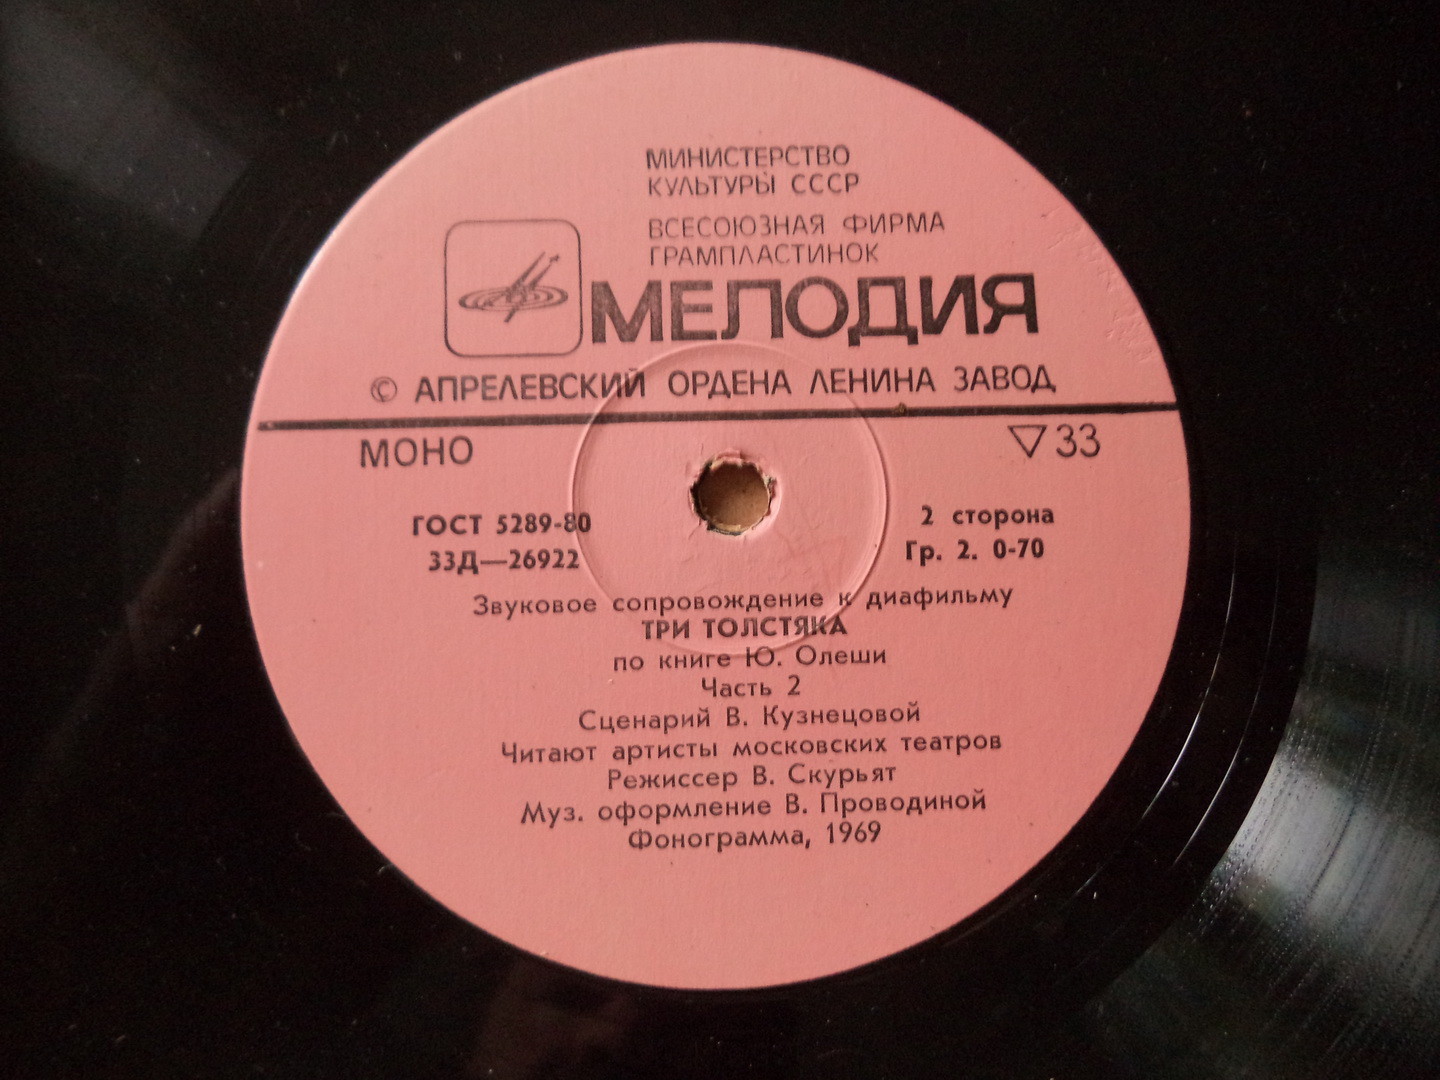 МИНИСТЕРСТВО
КУЛЬТУРЫ СССР
ВСЕСОЮЗНАЯ ФИРМА
ГРАМПЛАСТИНОК
МЕЛОДИЯ
© АПРЕЛЕВСКИЙ ОРДЕНА ЛЕНИНА ЗАВОД
МОНО
▽33
ГОСТ 5289-80
2 сторона
33Д—26922
Гр. 2. 0-70
Звуковое сопровождение к диафильму
ТРИ ТОЛСТЯКА
по книге Ю. Олеши
Часть 2
Сценарий В. Кузнецовой
Читают артисты московских театров
Режиссер В. Скурьят
Муз. оформление В. Проводиной
Фонограмма, 1969